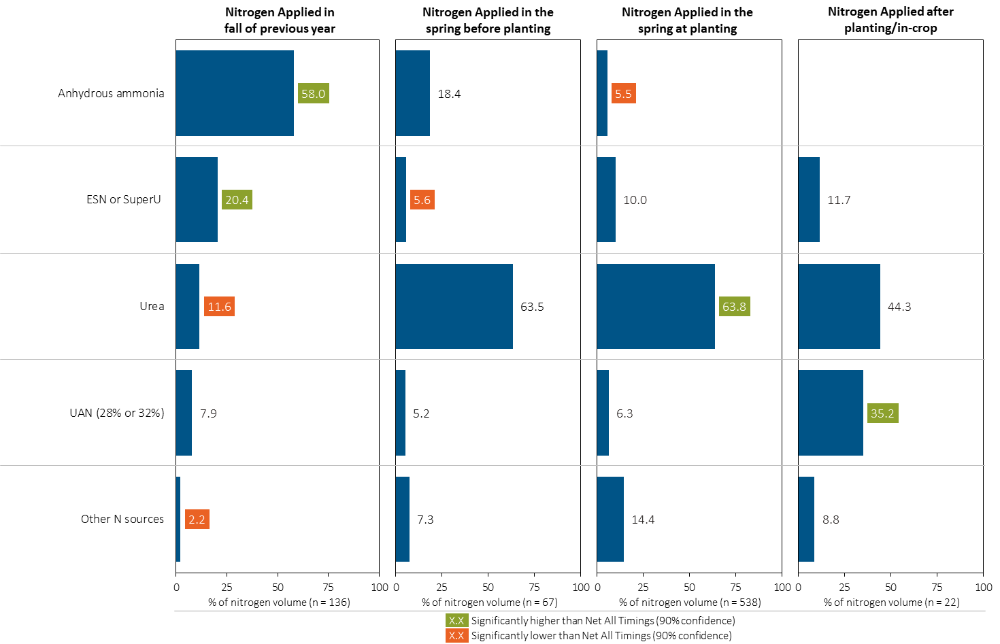 Nitrogen Applied in
fall of previous year
Nitrogen Applied in the
spring before planting
Nitrogen Applied in the
spring at planting
Nitrogen Applied after
planting/in-crop
Anhydrous ammonia
58.0
18.4
5.5
ESN or SuperU
20.4
5.6
10.0
11.7
Urea
11.6
63.5
63.8
44.3
UAN (28% or 32%)
7.9
5.2
6.3
35.2
Other N sources
2.2
7.3
14.4
8.8
0 25 50 75 100
0 25 50 75 100
0 25 50 75 100
0 25 50 75 100
% of nitrogen volume (n = 136)
% of nitrogen volume (n = 67)
% of nitrogen volume (n = 538)
% of nitrogen volume (n = 22)
X.X Significantly higher than Net All Timings (90% confidence)
X.X Significantly lower than Net All Timings (90% confidence)